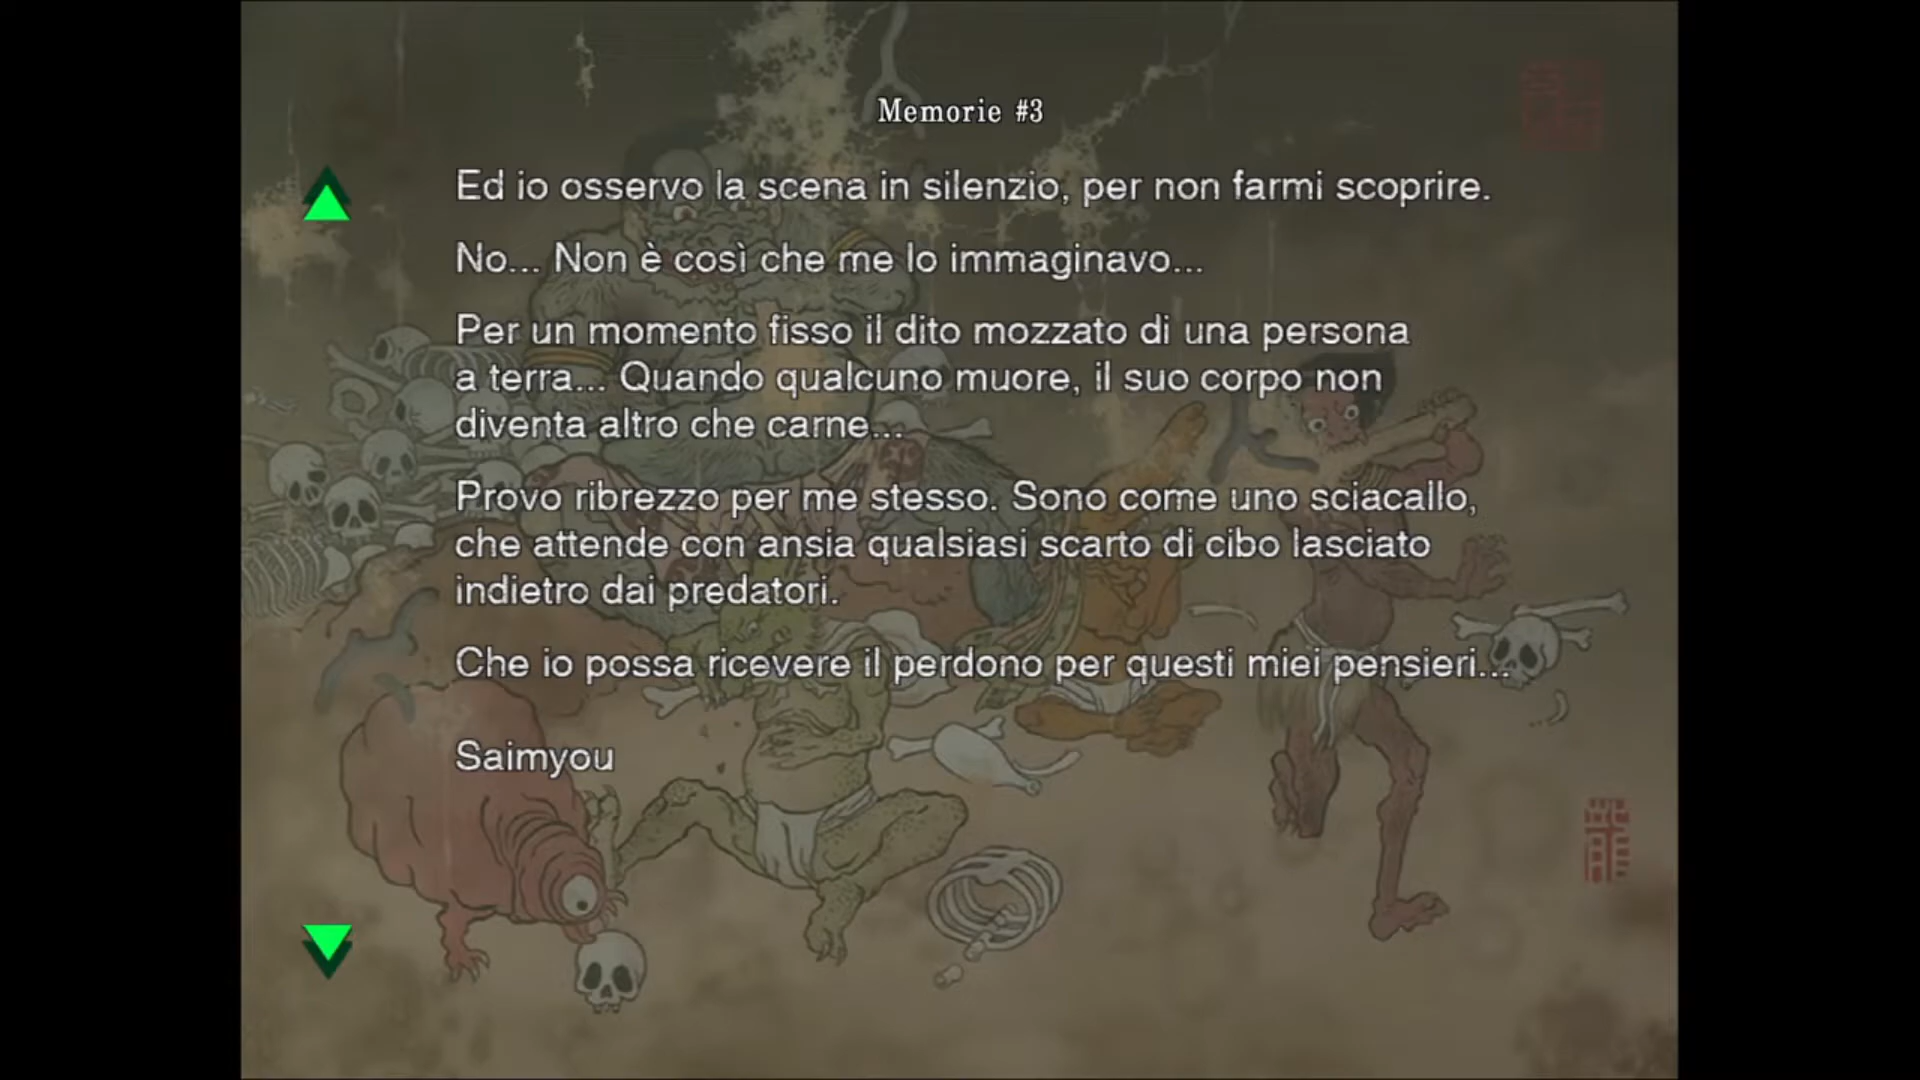 Memorie #3
Ed io osservo la scena in silenzio, per non farmi scoprire.
No... Non è così che me lo immaginavo...
Per un momento fisso il dito mozzato di una persona
a terra... Quando qualcuno muore, il suo corpo non
diventa altro che carne...
Provo ribrezzo per me stesso. Sono come uno sciacallo,
che attende con ansia qualsiasi scarto di cibo lasciato
indietro dai predatori.
Che io possa ricevere il perdono per questi miei pensieri...
Saimyou